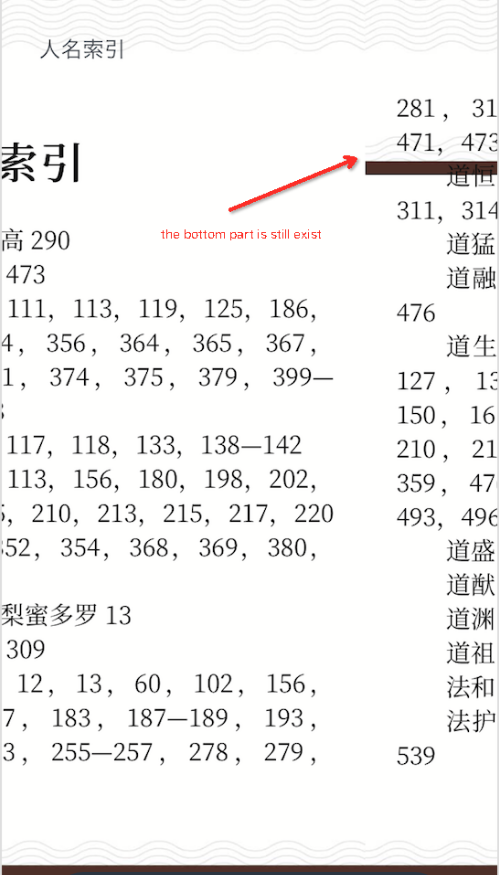 人名索引
索引
高 290
473
111, 113, 119, 125, 186,
4, 356, 364, 365, 367,
1, 374, 375, 379, 399—
117, 118, 133, 138—142
113, 156, 180, 198, 202,
, 210, 213, 215, 217, 220
352, 354, 368, 369, 380,
梨蜜多罗 13
309
12, 13, 60, 102, 156,
7, 183, 187—189, 193,
3, 255—257, 278, 279,
the bottom part is still exist
281, 31
471, 473
道恒
311, 314
道猛
道融
476
道生
127, 13
150, 16
210, 21
359, 47
493, 496
道盛
道猷
道渊
道祖
法和
法护
539